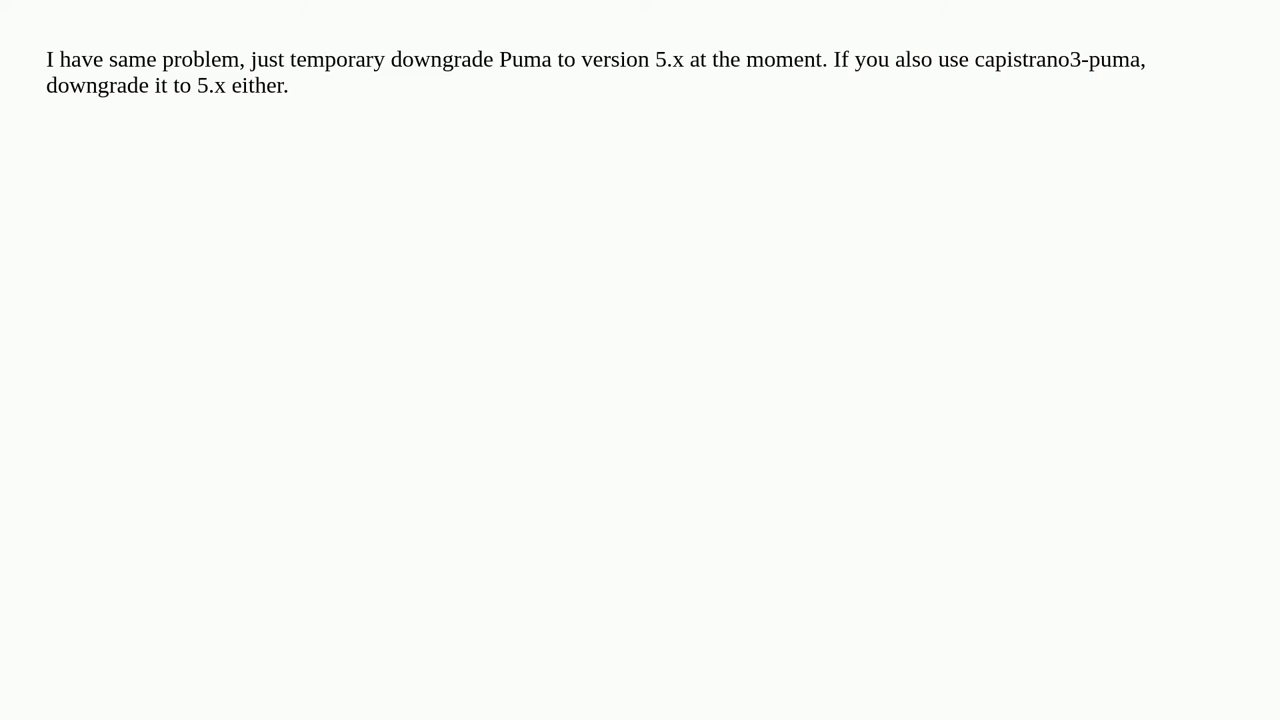 I have same problem, just temporary downgrade Puma to version 5.x at the moment. If you also use capistrano3-puma,
downgrade it to 5.x either.